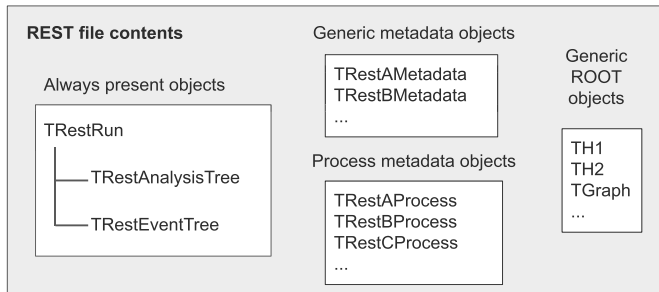 REST file contents
Always present objects
TRestRun
TRestAnalysisTree
TRestEventTree
Generic metadata objects
TRestAMetadata
TRestBMetadata
...
Process metadata objects
TRestAProcess
TRestBProcess
TRestCProcess
...
Generic
ROOT
objects
TH1
TH2
TGraph
...